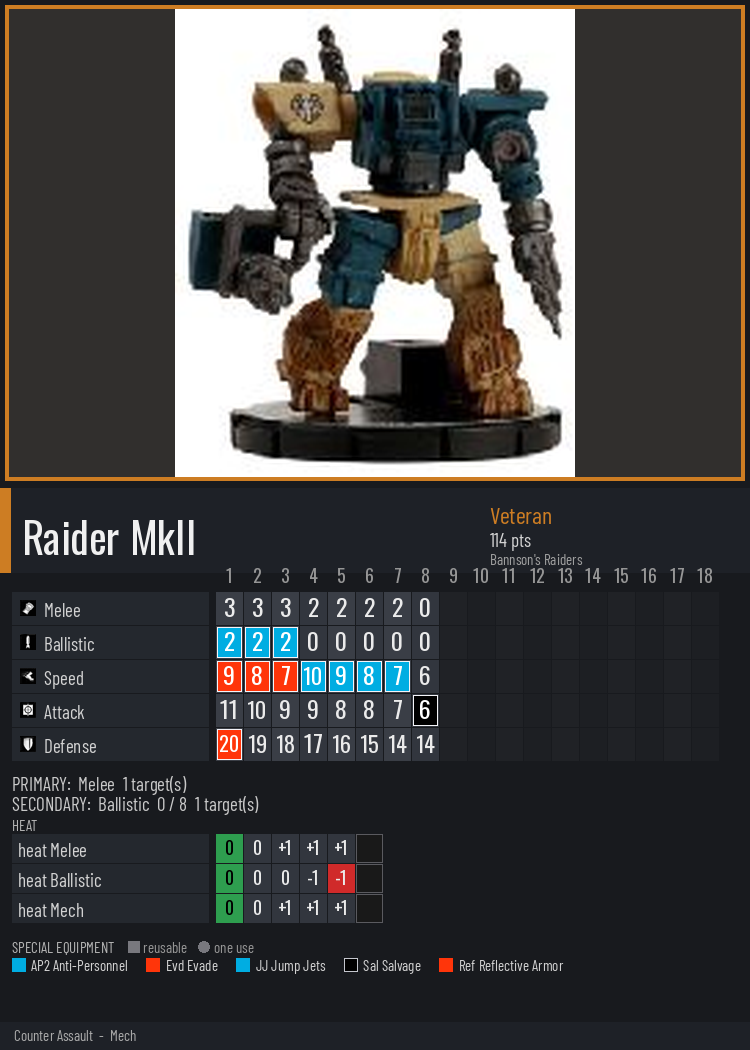 Raider MkII
Veteran
114 pts
Bannson's Raiders
1 2 3 4 5 6 7 8 9 10 11 12 13 14 15 16 17 18
Melee 3 3 3 2 2 2 2 0
Ballistic 2 2 2 0 0 0 0 0
Speed 9 8 7 10 9 8 7 6
Attack 11 10 9 9 8 8 7 6
Defense 20 19 18 17 16 15 14 14
PRIMARY: Melee 1 target(s)
SECONDARY: Ballistic 0 / 8 1 target(s)
HEAT
heat Melee 0 0 +1 +1 +1
heat Ballistic 0 0 0 -1 -1
heat Mech 0 0 +1 +1 +1
SPECIAL EQUIPMENT reusable one use
AP2 Anti-Personnel Evd Evade JJ Jump Jets Sal Salvage Ref Reflective Armor
Counter Assault - Mech